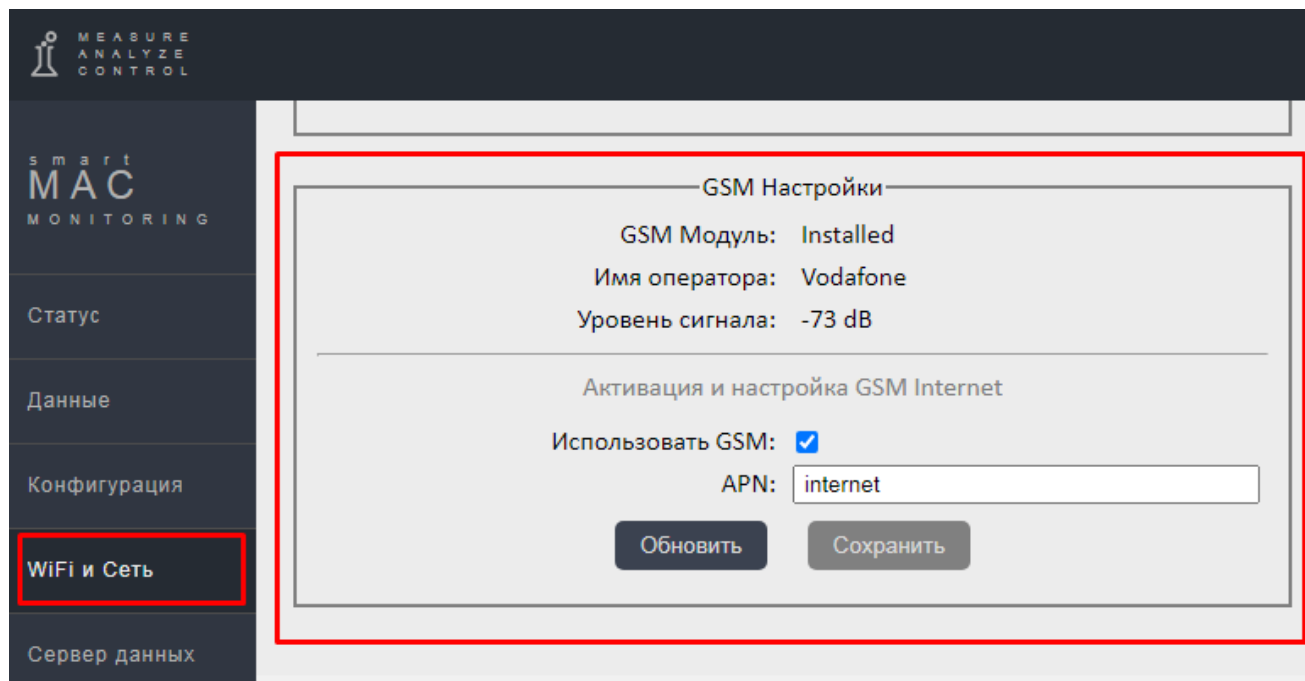 MEASURE
ANALYZE
CONTROL
smart
MAC
MONITORING
Статус
Данные
Конфигурация
WiFi и Сеть
Сервер данных
GSM Настройки
GSM Модуль: Installed
Имя оператора: Vodafone
Уровень сигнала: -73 dB
Активация и настройка GSM Internet
Использовать GSM:
APN: internet
Обновить Сохранить